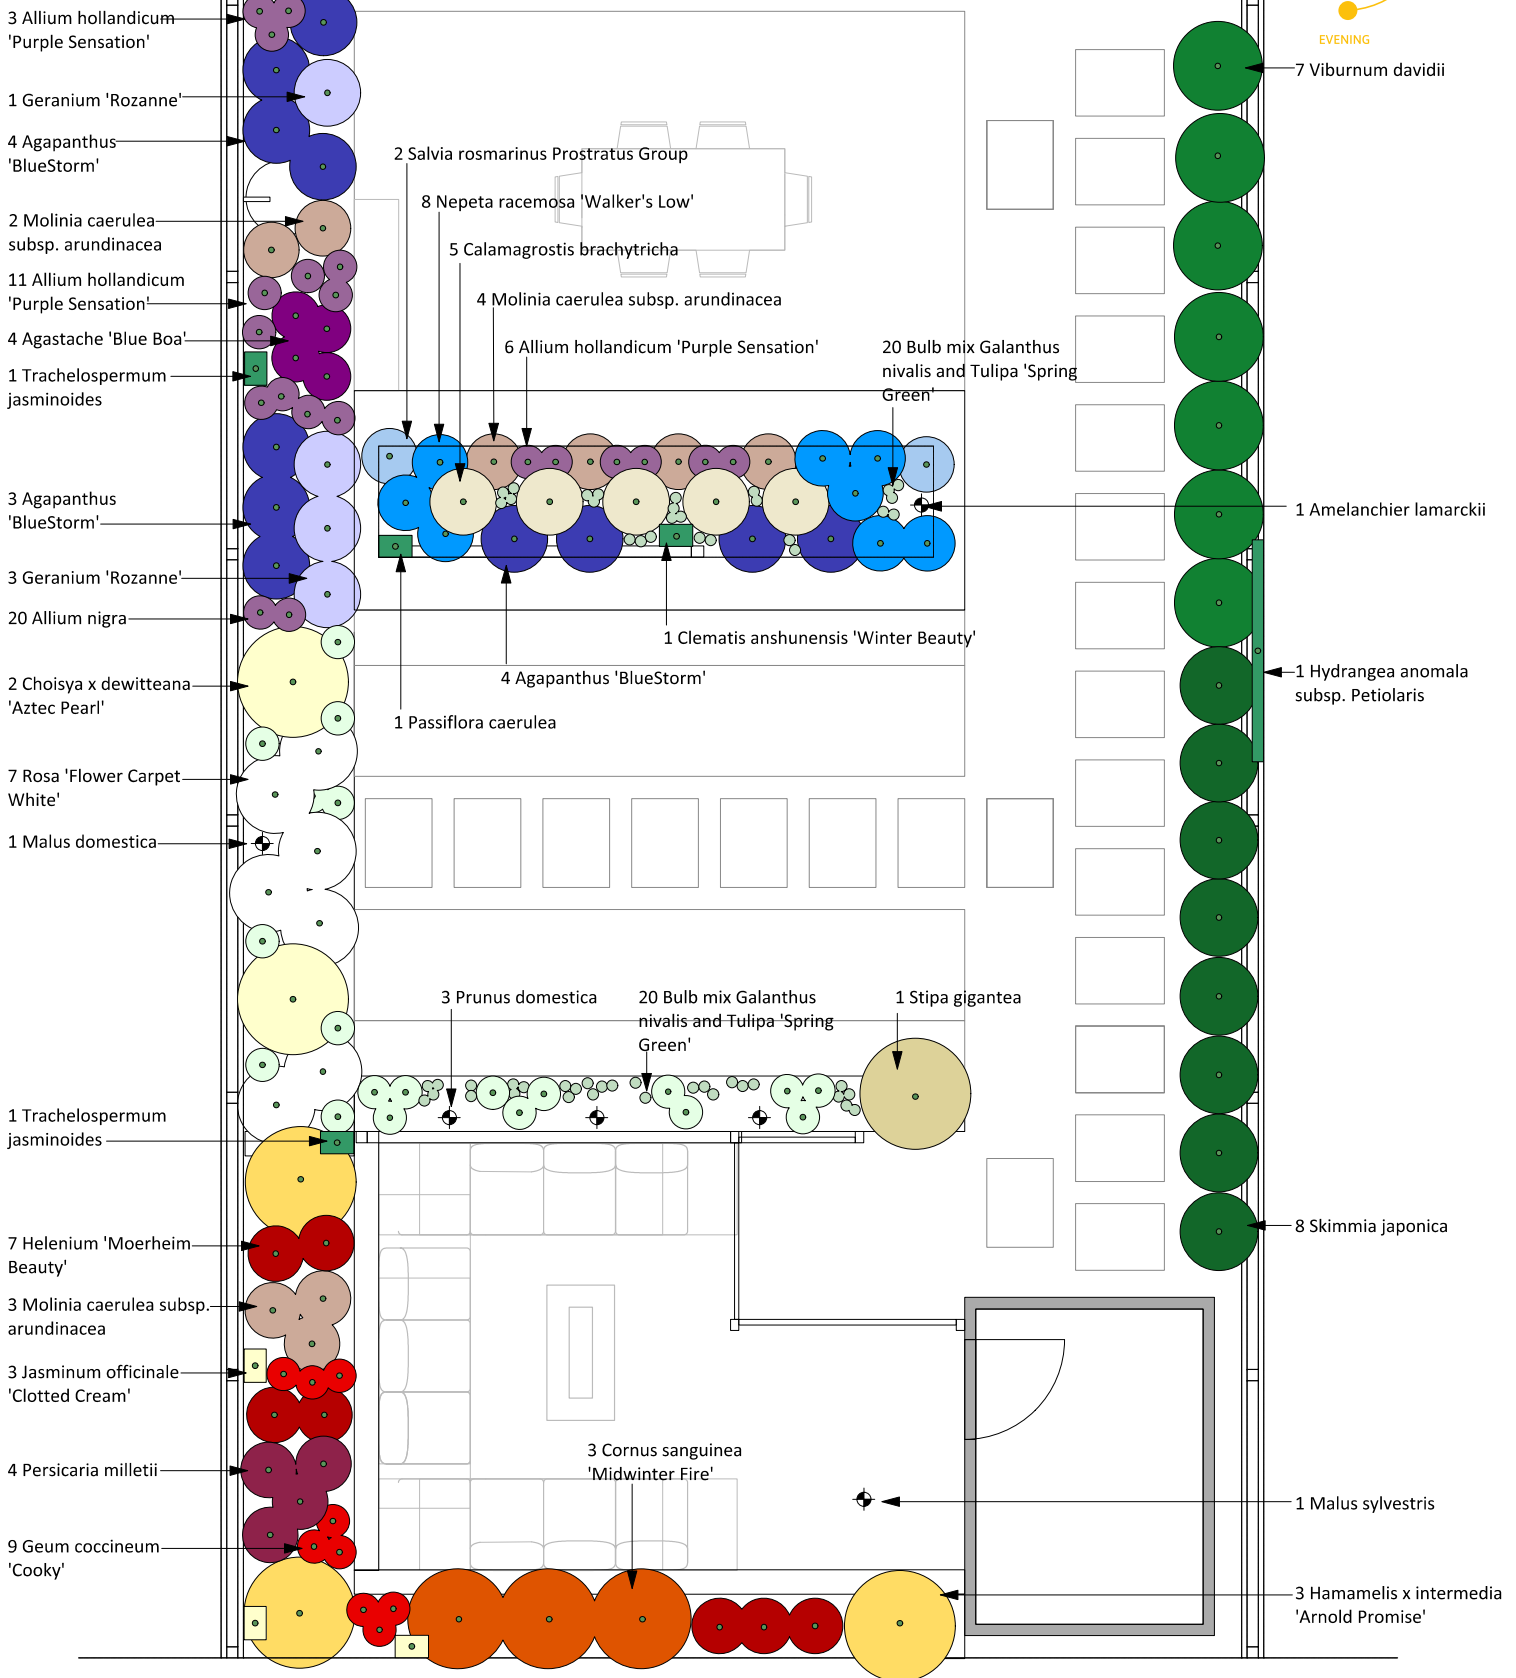 3 Allium hollandicum
'Purple Sensation'
1 Geranium 'Rozanne'
4 Agapanthus
'BlueStorm'
2 Molinia caerulea
subsp. arundinacea
11 Allium hollandicum
'Purple Sensation'
4 Agastache 'Blue Boa'
1 Trachelospermum
jasminoides
3 Agapanthus
'BlueStorm'
3 Geranium 'Rozanne'
20 Allium nigra
2 Choisya x dewitteana
'Aztec Pearl'
7 Rosa 'Flower Carpet
White'
1 Malus domestica
1 Trachelospermum
jasminoides
7 Helenium 'Moerheim
Beauty'
3 Molinia caerulea subsp.
arundinacea
3 Jasminum officinale
'Clotted Cream'
4 Persicaria milletii
9 Geum coccineum
'Cooky'
2 Salvia rosmarinus Prostratus Group
8 Nepeta racemosa 'Walker's Low'
5 Calamagrostis brachytricha
4 Molinia caerulea subsp. arundinacea
6 Allium hollandicum 'Purple Sensation'
20 Bulb mix Galanthus
nivalis and Tulipa 'Spring
Green'
1 Clematis anshunensis 'Winter Beauty'
4 Agapanthus 'BlueStorm'
1 Passiflora caerulea
3 Prunus domestica
20 Bulb mix Galanthus
nivalis and Tulipa 'Spring
Green'
1 Stipa gigantea
3 Cornus sanguinea
'Midwinter Fire'
EVENING
7 Viburnum davidii
1 Amelanchier lamarckii
1 Hydrangea anomala
subsp. Petiolaris
8 Skimmia japonica
1 Malus sylvestris
3 Hamamelis x intermedia
'Arnold Promise'